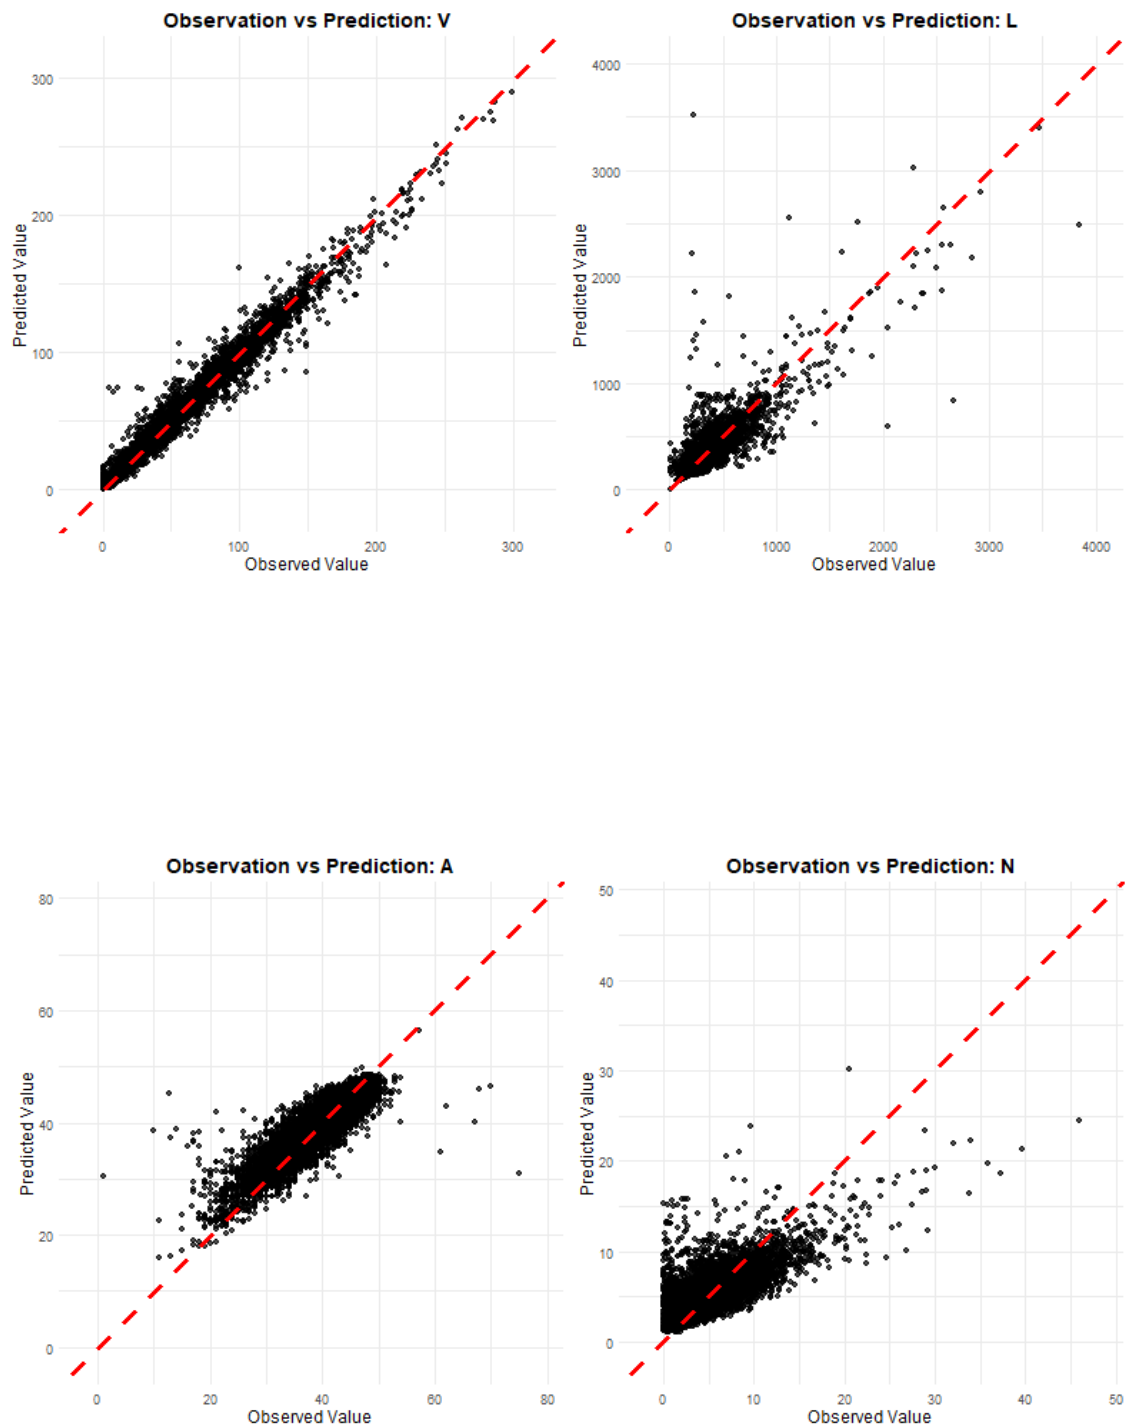 Observation vs Prediction: V
Predicted Value
300
200
100
0
0 100 200 300
Observed Value
Observation vs Prediction: L
Predicted Value
4000
3000
2000
1000
0
0 1000 2000 3000 4000
Observed Value
Observation vs Prediction: A
Predicted Value
80
60
40
20
0
0 20 40 60 80
Observed Value
Observation vs Prediction: N
Predicted Value
50
40
30
20
10
0
0 10 20 30 40 50
Observed Value